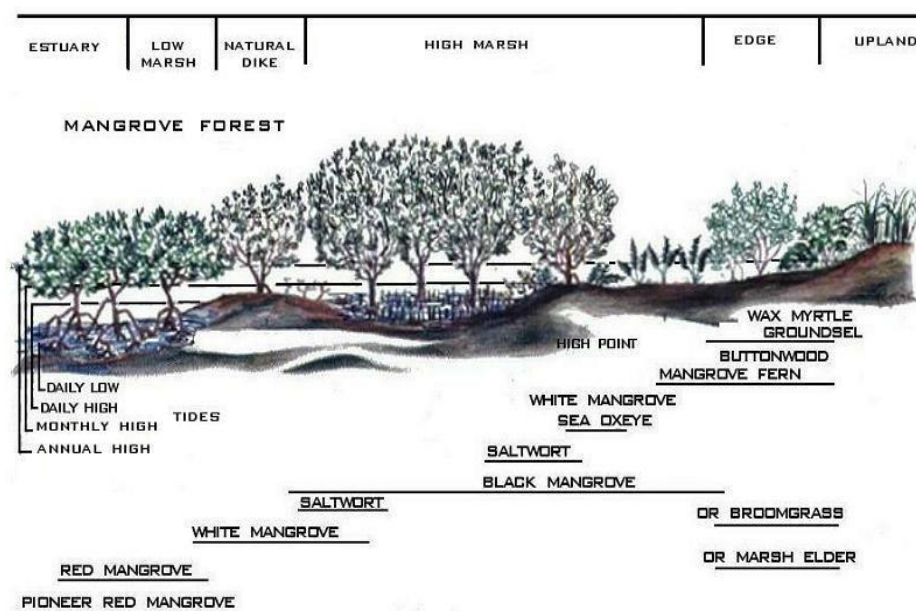 ESTUARY
LOW
MARSH
NATURAL
DIKE
HIGH MARSH
EDGE
UPLAND
MANGROVE FOREST
HIGH POINT
WAX MYRTLE
GROUNDSEL
BUTTONWOOD
MANGROVE FERN
DAILY LOW
DAILY HIGH
MONTHLY HIGH
TIDES
ANNUAL HIGH
WHITE MANGROVE
SEA OXEYE
SALTWORT
BLACK MANGROVE
SALTWORT
OR BROOMGRASS
WHITE MANGROVE
OR MARSH ELDER
RED MANGROVE
PIONEER RED MANGROVE